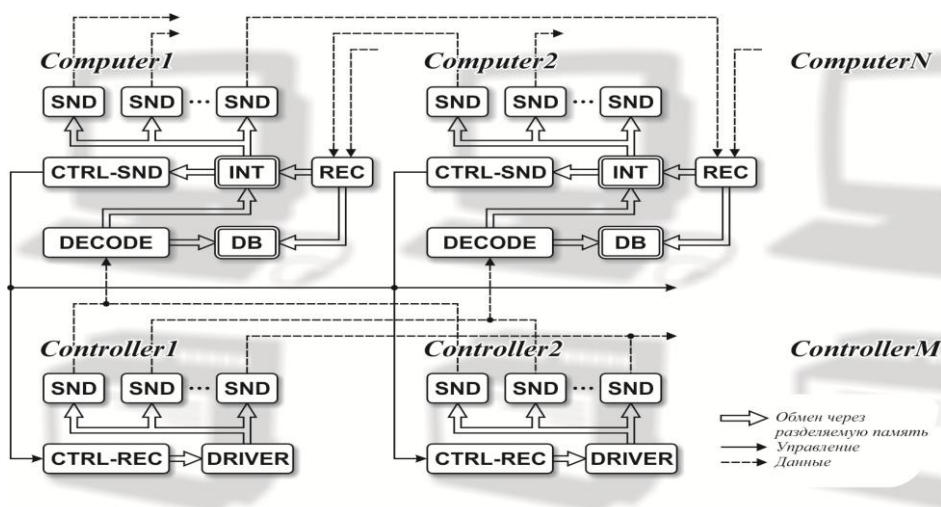 Computer1
Computer2
ComputerN
SND SND ... SND
SND SND ... SND
CTRL-SND INT REC
CTRL-SND INT REC
DECODE DB
DECODE DB
Controller1
Controller2
ControllerM
SND SND ... SND
SND SND ... SND
CTRL-REC DRIVER
CTRL-REC DRIVER
Обмен через
разделяемую память
Управление
Данные